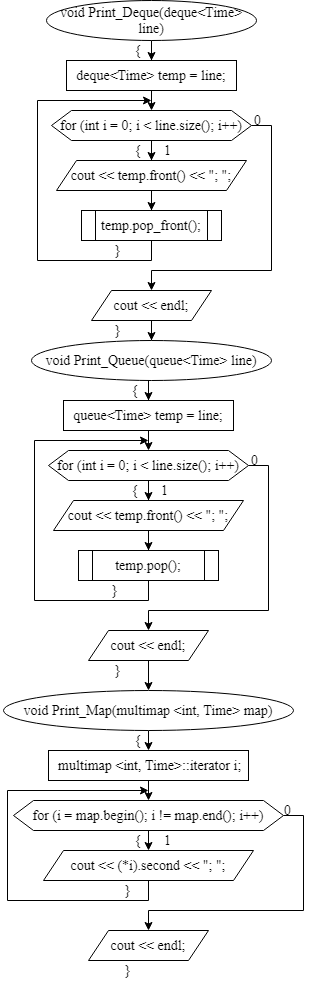 void Print_Deque(deque<Time>
line)
{
deque<Time> temp = line;
for (int i = 0; i < line.size(); i++)
0
{ 1
cout << temp.front() << "; ";
temp.pop_front();
}
cout << endl;
}
void Print_Queue(queue<Time> line)
{
queue<Time> temp = line;
for (int i = 0; i < line.size(); i++)
0
{ 1
cout << temp.front() << "; ";
temp.pop();
}
cout << endl;
}
void Print_Map(multimap <int, Time> map)
{
multimap <int, Time>::iterator i;
for (i = map.begin(); i != map.end(); i++)
0
{ 1
cout << (*i).second << "; ";
}
cout << endl;
}